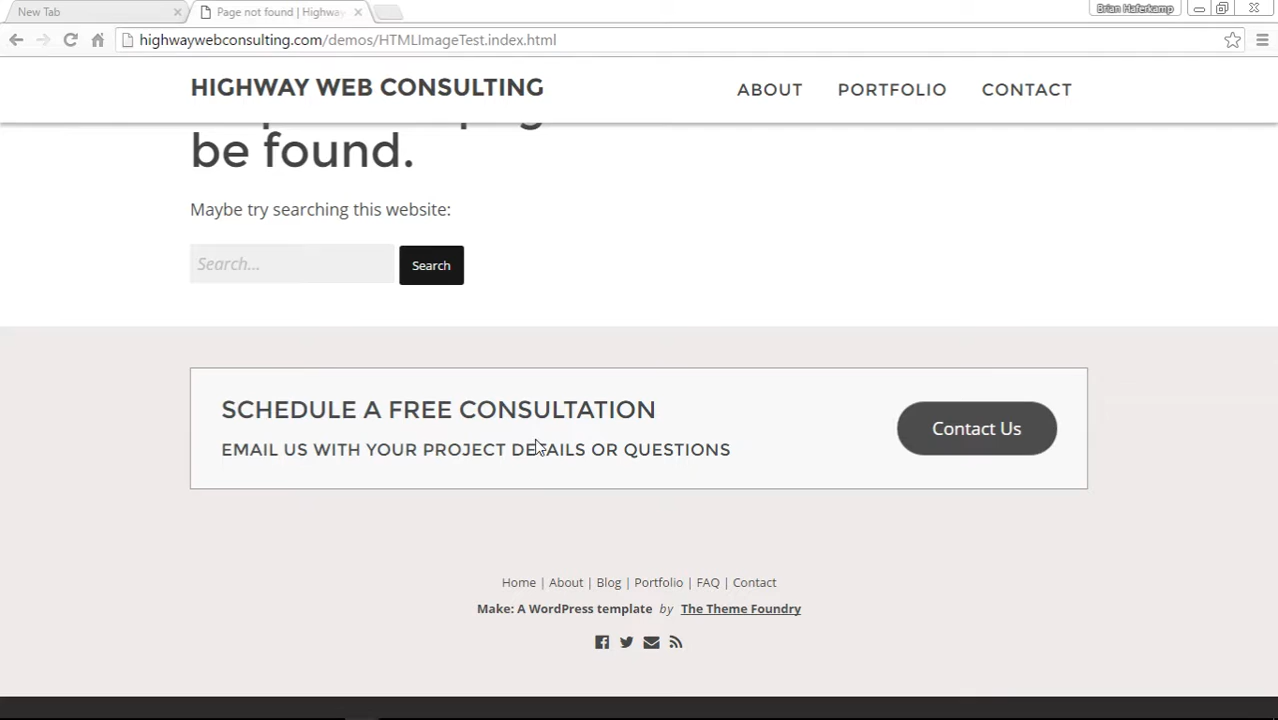 New Tab
Page not found | Highway
Brian Haferkamp
highwaywebconsulting.com/demos/HTMLImageTest.index.html
HIGHWAY WEB CONSULTING
ABOUT
PORTFOLIO
CONTACT
be found.
Maybe try searching this website:
Search...
Search
SCHEDULE A FREE CONSULTATION
EMAIL US WITH YOUR PROJECT DETAILS OR QUESTIONS
Contact Us
Home | About | Blog | Portfolio | FAQ | Contact
Make: A WordPress template by The Theme Foundry